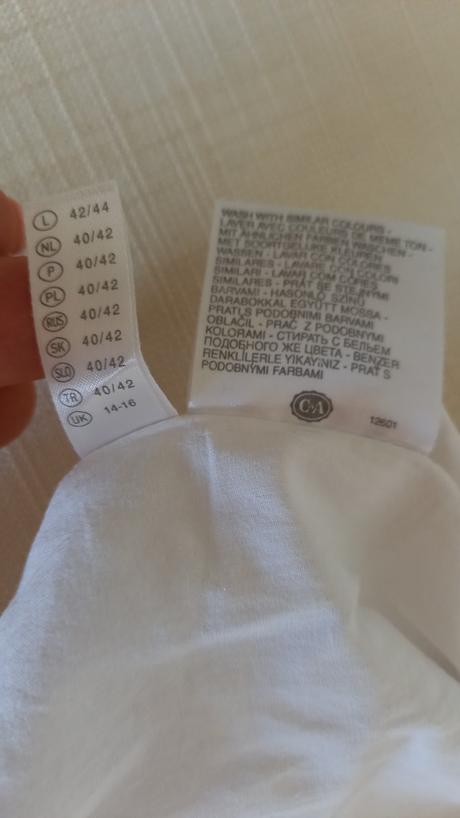 L 42/44
NL 40/42
P 40/42
PL 40/42
RUS 40/42
SK 40/42
SLO 40/42
TR 40/42
UK 14-16
WASH WITH SIMILAR COLOURS -
LAVER AVEC COULEURS DE MEME TON -
MIT ÄHNLICHEN FARBEN WASCHEN -
MET SOORTGELIJKE KLEUREN
WASSEN - LAVAR CON COLORES
SIMILARES - LAVARE CON COLORI
SIMILARI - LAVAR COM CORES
SIMILARES - PRÁT SE STEJNÝMI
BARVAMI - HASONLÓ SZÍNŰ
DARABOKKAL EGYÜTT MOSSA -
PRATI S PODOBNIMI BARVAMI
OBLAČIL - PRAĆ Z PODOBNYMI
KOLORAMI - СТИРАТЬ С БЕЛЬЕМ
ПОДОБНОГО ЖЕ ЦВЕТА - BENZER
RENKLİLERLE YIKAYINIZ - PRAŤ S
PODOBNÝMI FARBAMI
C&A
12601